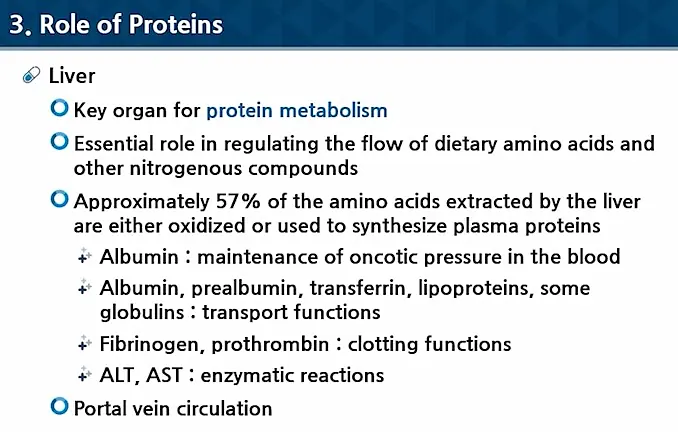 3. Role of Proteins
Liver
Key organ for protein metabolism
Essential role in regulating the flow of dietary amino acids and
other nitrogenous compounds
Approximately 57% of the amino acids extracted by the liver
are either oxidized or used to synthesize plasma proteins
Albumin : maintenance of oncotic pressure in the blood
Albumin, prealbumin, transferrin, lipoproteins, some
globulins : transport functions
Fibrinogen, prothrombin : clotting functions
ALT, AST : enzymatic reactions
Portal vein circulation